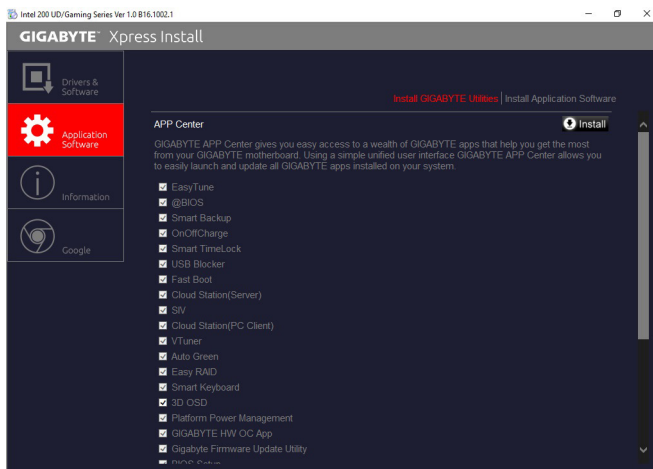 Intel 200 UD/Gaming Series Ver 1.0 B16.1002.1
GIGABYTE™ Xpress Install
Drivers &
Software
Application
Software
Information
Google
Install GIGABYTE Utilities | Install Application Software
APP Center
Install
GIGABYTE APP Center gives you easy access to a wealth of GIGABYTE apps that help you get the most
from your GIGABYTE motherboard. Using a simple unified user interface GIGABYTE APP Center allows you
to easily launch and update all GIGABYTE apps installed on your system.
EasyTune
@BIOS
Smart Backup
OnOffCharge
Smart TimeLock
USB Blocker
Fast Boot
Cloud Station(Server)
SIV
Cloud Station(PC Client)
VTuner
Auto Green
Easy RAID
Smart Keyboard
3D OSD
Platform Power Management
GIGABYTE HW OC App
Gigabyte Firmware Update Utility
BIOS Setup